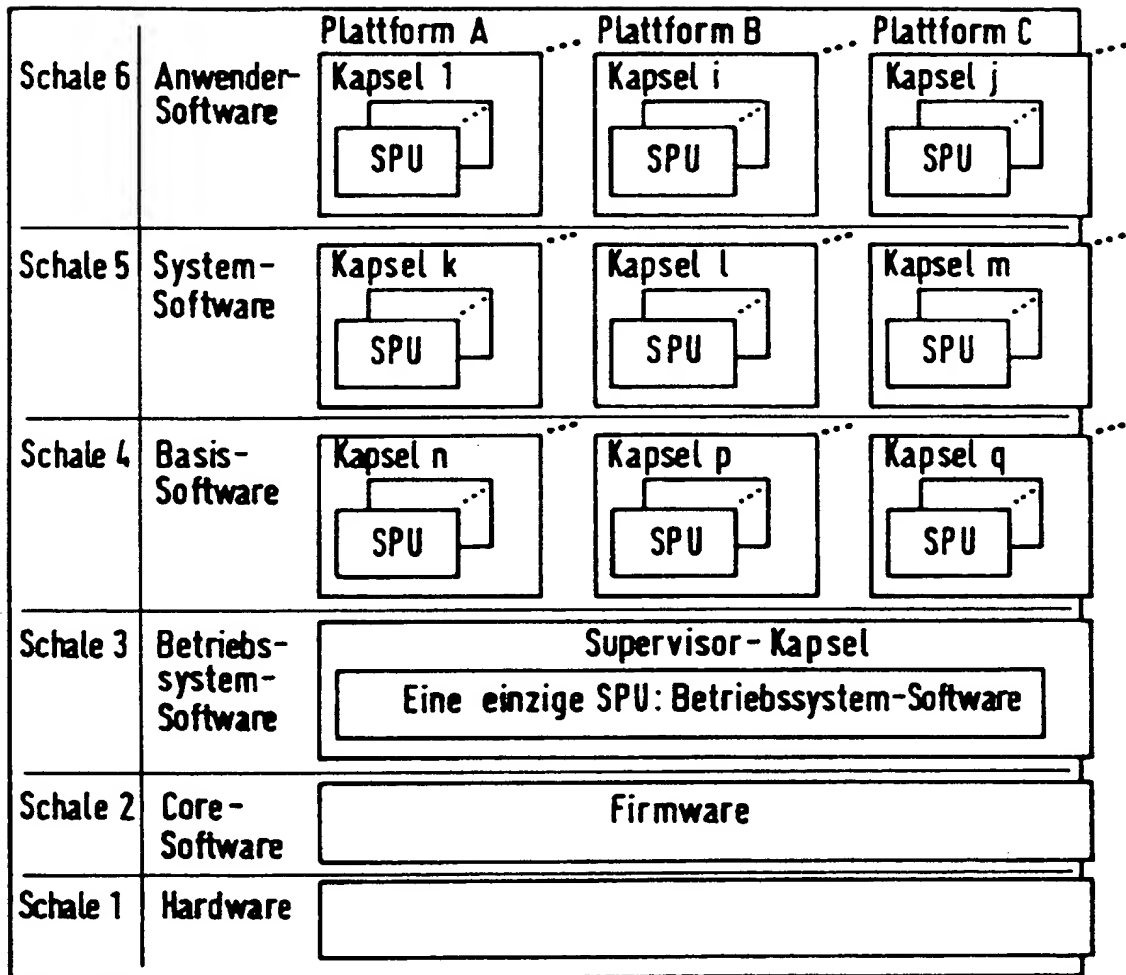 Plattform A Plattform B Plattform C
Schale 6 Anwender- Kapsel 1 Kapsel i Kapsel j
Software
SPU SPU SPU
Schale 5 System- Kapsel k Kapsel l Kapsel m
Software
SPU SPU SPU
Schale 4 Basis- Kapsel n Kapsel p Kapsel q
Software
SPU SPU SPU
Schale 3 Betriebs- Supervisor-Kapsel
system- Eine einzige SPU: Betriebssystem-Software
Software
Schale 2 Core- Firmware
Software
Schale 1 Hardware